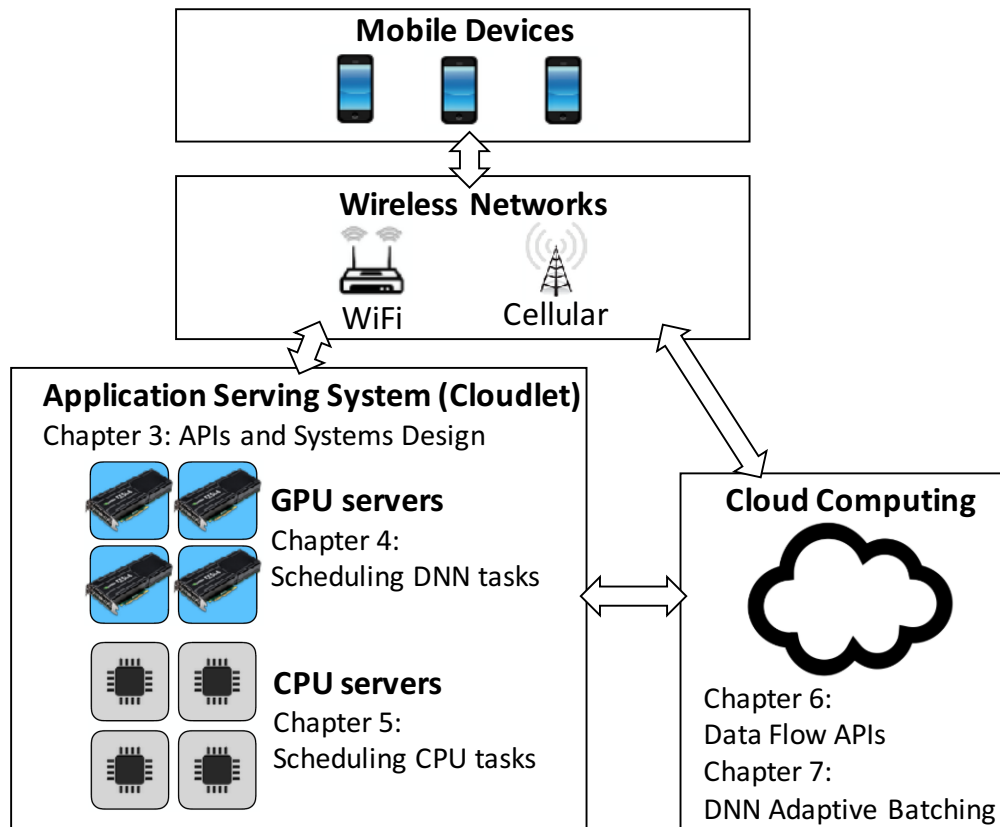 Mobile Devices
Wireless Networks
WiFi
Cellular
Application Serving System (Cloudlet)
Chapter 3: APIs and Systems Design
GPU servers
Chapter 4:
Scheduling DNN tasks
CPU servers
Chapter 5:
Scheduling CPU tasks
Cloud Computing
Chapter 6:
Data Flow APIs
Chapter 7:
DNN Adaptive Batching